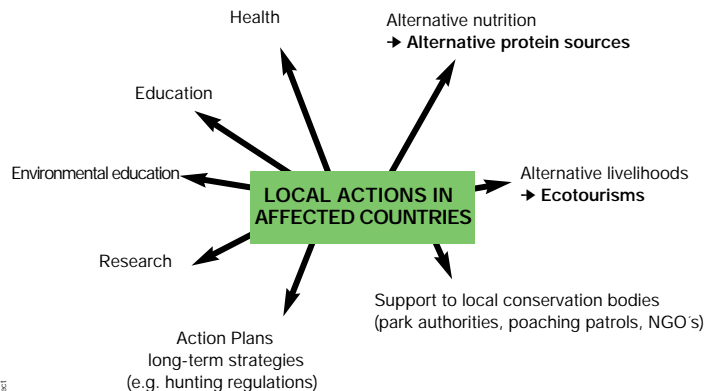 Health
Alternative nutrition
→ Alternative protein sources
Education
Environmental education
Alternative livelihoods
→ Ecotourisms
LOCAL ACTIONS IN
AFFECTED COUNTRIES
Research
Support to local conservation bodies
(park authorities, poaching patrols, NGO´s)
Action Plans
long-term strategies
(e.g. hunting regulations)